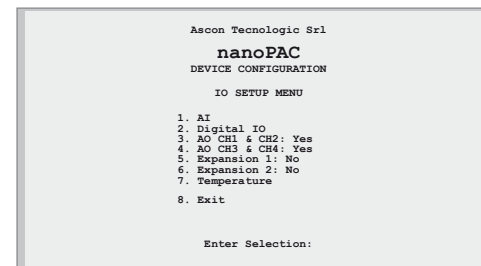 Ascon Tecnologic Srl
nanoPAC
DEVICE CONFIGURATION
IO SETUP MENU
1. AI
2. Digital IO
3. AO CH1 & CH2: Yes
4. AO CH3 & CH4: Yes
5. Expansion 1: No
6. Expansion 2: No
7. Temperature
8. Exit
Enter Selection: